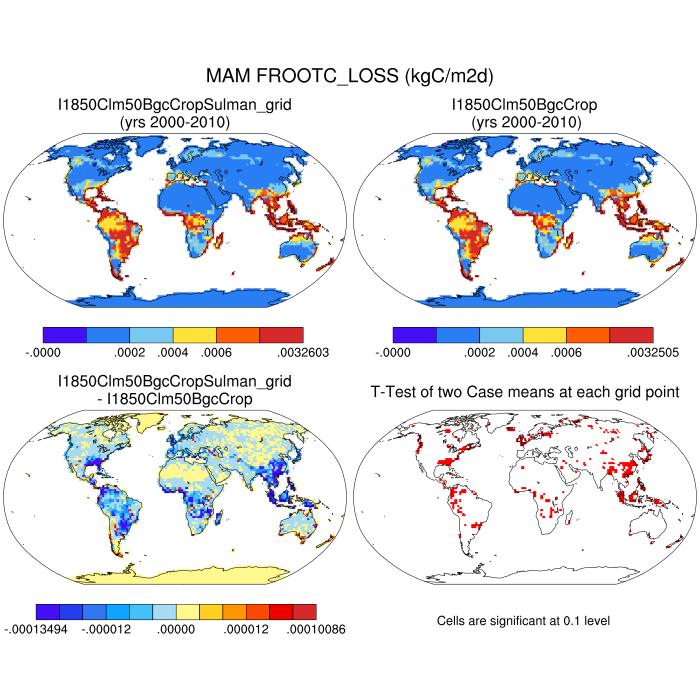 MAM FROOTC_LOSS (kgC/m2d)
I1850Clm50BgcCropSulman_grid
(yrs 2000-2010)
I1850Clm50BgcCrop
(yrs 2000-2010)
-.0000 .0002 .0004 .0006 .0032603
-.0000 .0002 .0004 .0006 .0032505
I1850Clm50BgcCropSulman_grid
- I1850Clm50BgcCrop
T-Test of two Case means at each grid point
-.00013494 -.000012 .00000 .000012 .00010086
Cells are significant at 0.1 level